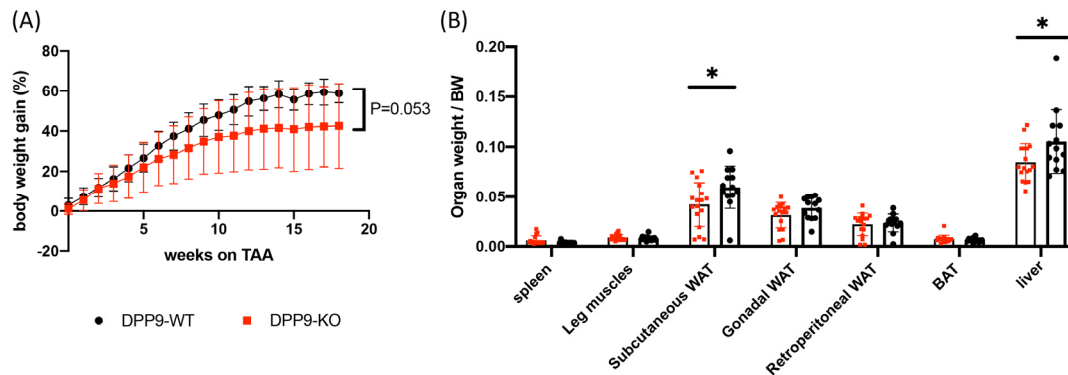 (A)
body weight gain (%)
80
60
40
20
0
-20
5
10
15
20
P=0.053
weeks on TAA
DPP9-WT
DPP9-KO
(B)
Organ weight / BW
0.20
0.15
0.10
0.05
0.00
*
*
spleen
Leg muscles
Subcutaneous WAT
Gonadal WAT
Retroperitoneal WAT
BAT
liver